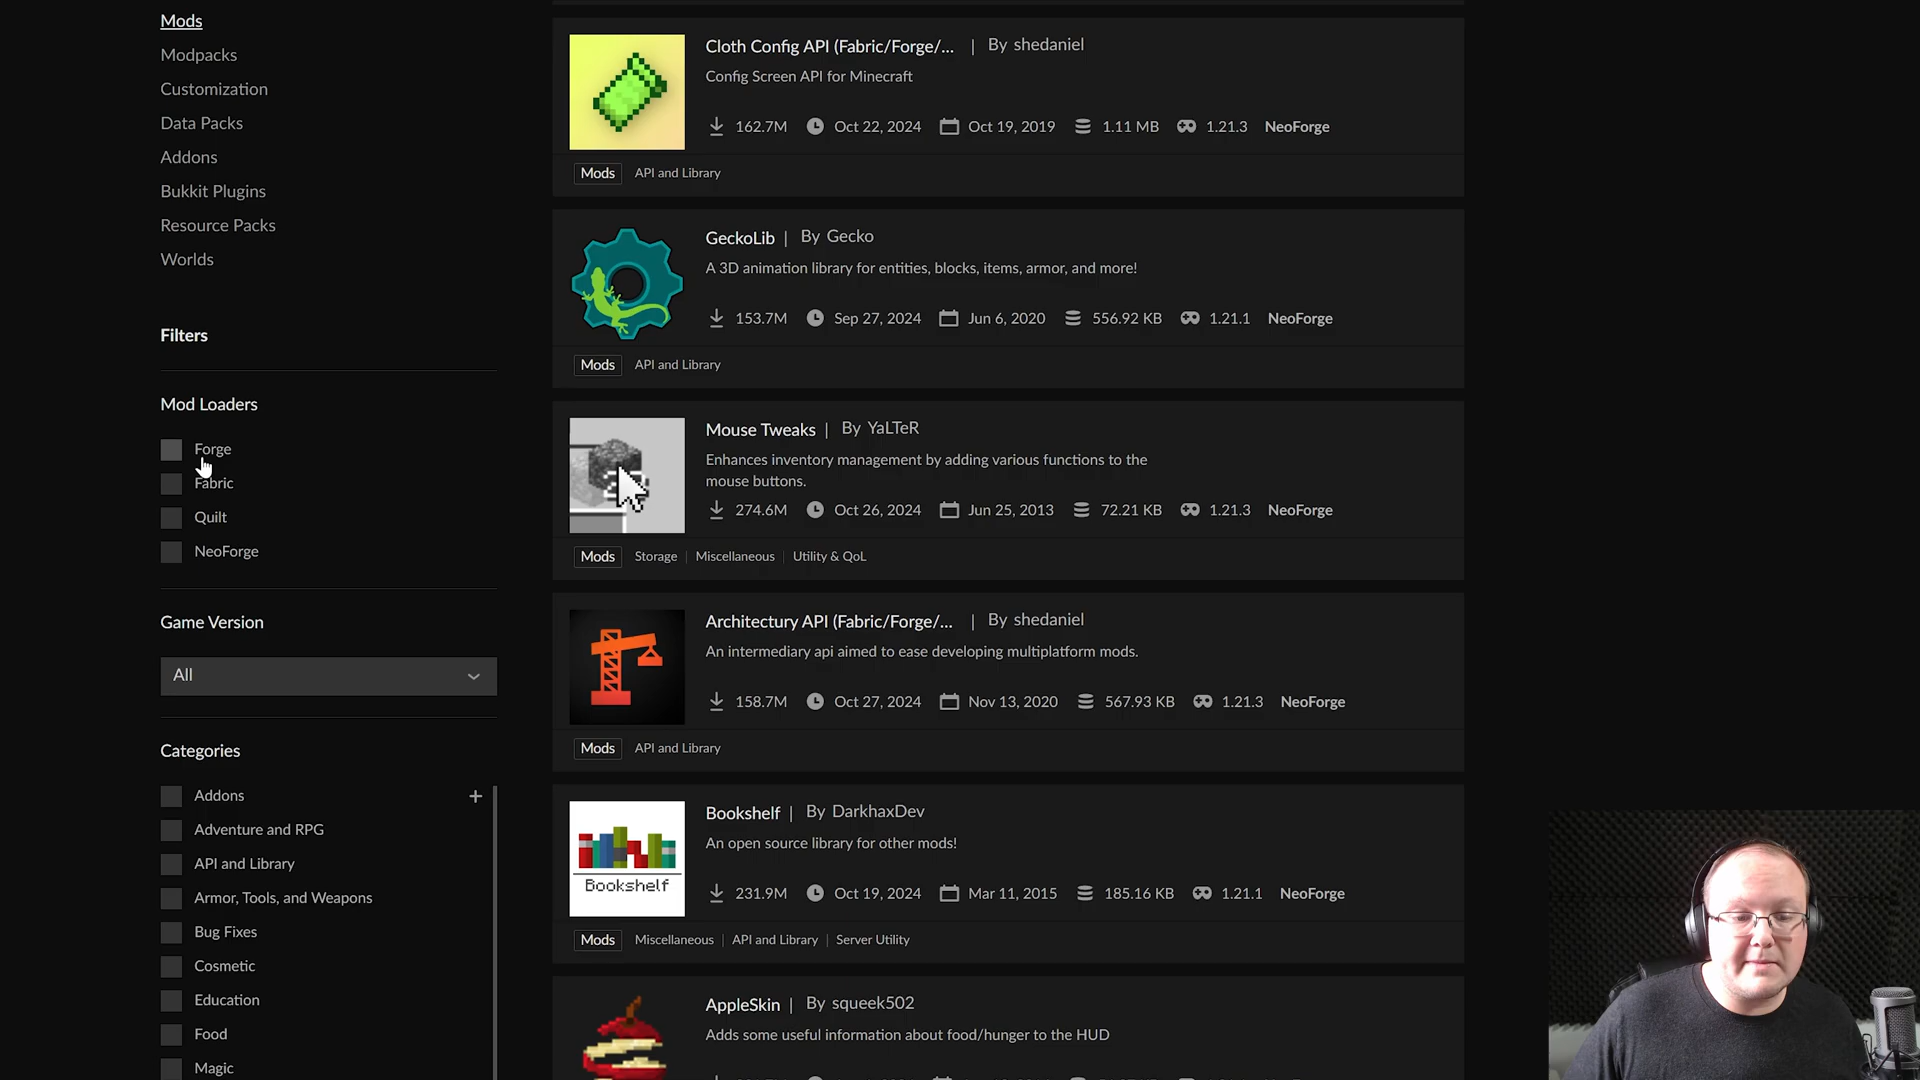 Mods
Modpacks
Customization
Data Packs
Addons
Bukkit Plugins
Resource Packs
Worlds
Filters
Mod Loaders
Forge
Fabric
Quilt
NeoForge
Game Version
All
Categories
Addons +
Adventure and RPG
API and Library
Armor, Tools, and Weapons
Bug Fixes
Cosmetic
Education
Food
Magic
Cloth Config API (Fabric/Forge/... | By shedaniel
Config Screen API for Minecraft
162.7M Oct 22, 2024 Oct 19, 2019 1.11 MB 1.21.3 NeoForge
Mods API and Library
GeckoLib | By Gecko
A 3D animation library for entities, blocks, items, armor, and more!
153.7M Sep 27, 2024 Jun 6, 2020 556.92 KB 1.21.1 NeoForge
Mods API and Library
Mouse Tweaks | By YaLTeR
Enhances inventory management by adding various functions to the
mouse buttons.
274.6M Oct 26, 2024 Jun 25, 2013 72.21 KB 1.21.3 NeoForge
Mods Storage | Miscellaneous | Utility & QoL
Architectury API (Fabric/Forge/... | By shedaniel
An intermediary api aimed to ease developing multiplatform mods.
158.7M Oct 27, 2024 Nov 13, 2020 567.93 KB 1.21.3 NeoForge
Mods API and Library
Bookshelf
Bookshelf | By DarkhaxDev
An open source library for other mods!
231.9M Oct 19, 2024 Mar 11, 2015 185.16 KB 1.21.1 NeoForge
Mods Miscellaneous | API and Library | Server Utility
AppleSkin | By squeek502
Adds some useful information about food/hunger to the HUD